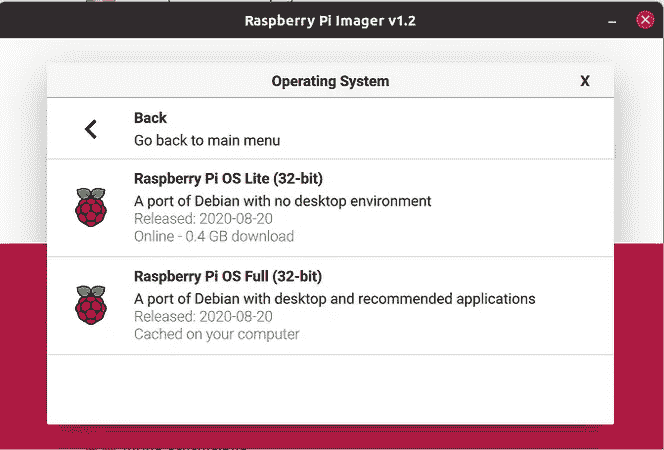 Raspberry Pi Imager v1.2
Operating System
X
Back
Go back to main menu
Raspberry Pi OS Lite (32-bit)
A port of Debian with no desktop environment
Released: 2020-08-20
Online - 0.4 GB download
Raspberry Pi OS Full (32-bit)
A port of Debian with desktop and recommended applications
Released: 2020-08-20
Cached on your computer